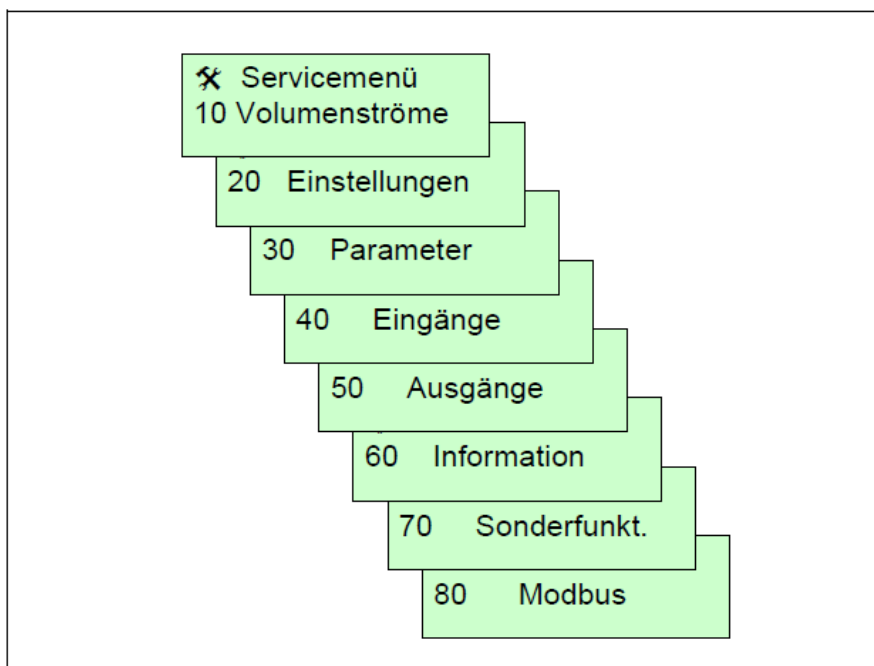 🛠 Servicemenü
10 Volumenströme
20 Einstellungen
30 Parameter
40 Eingänge
50 Ausgänge
60 Information
70 Sonderfunkt.
80 Modbus